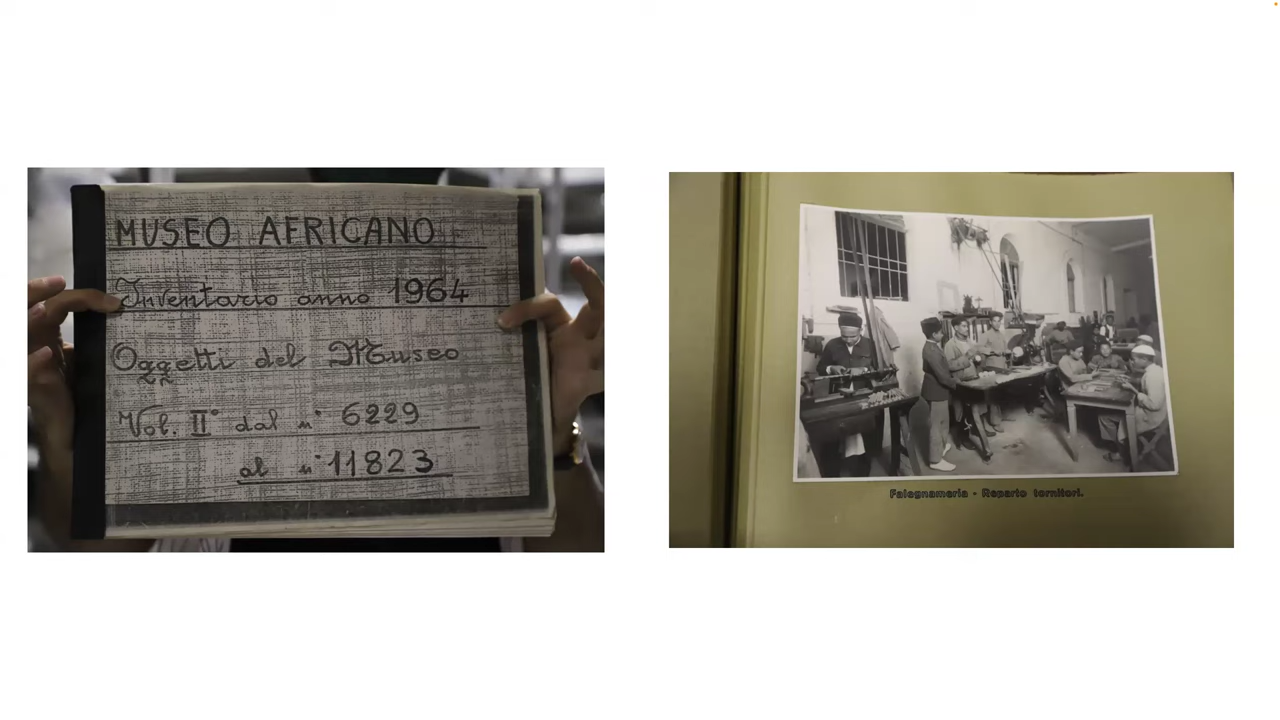 MUSEO AFRICANO
Inventario anno 1964
Oggetti del Museo
Vol. II° dal n° 6229
al n° 11823
Falegnameria - Reparto tornitori.